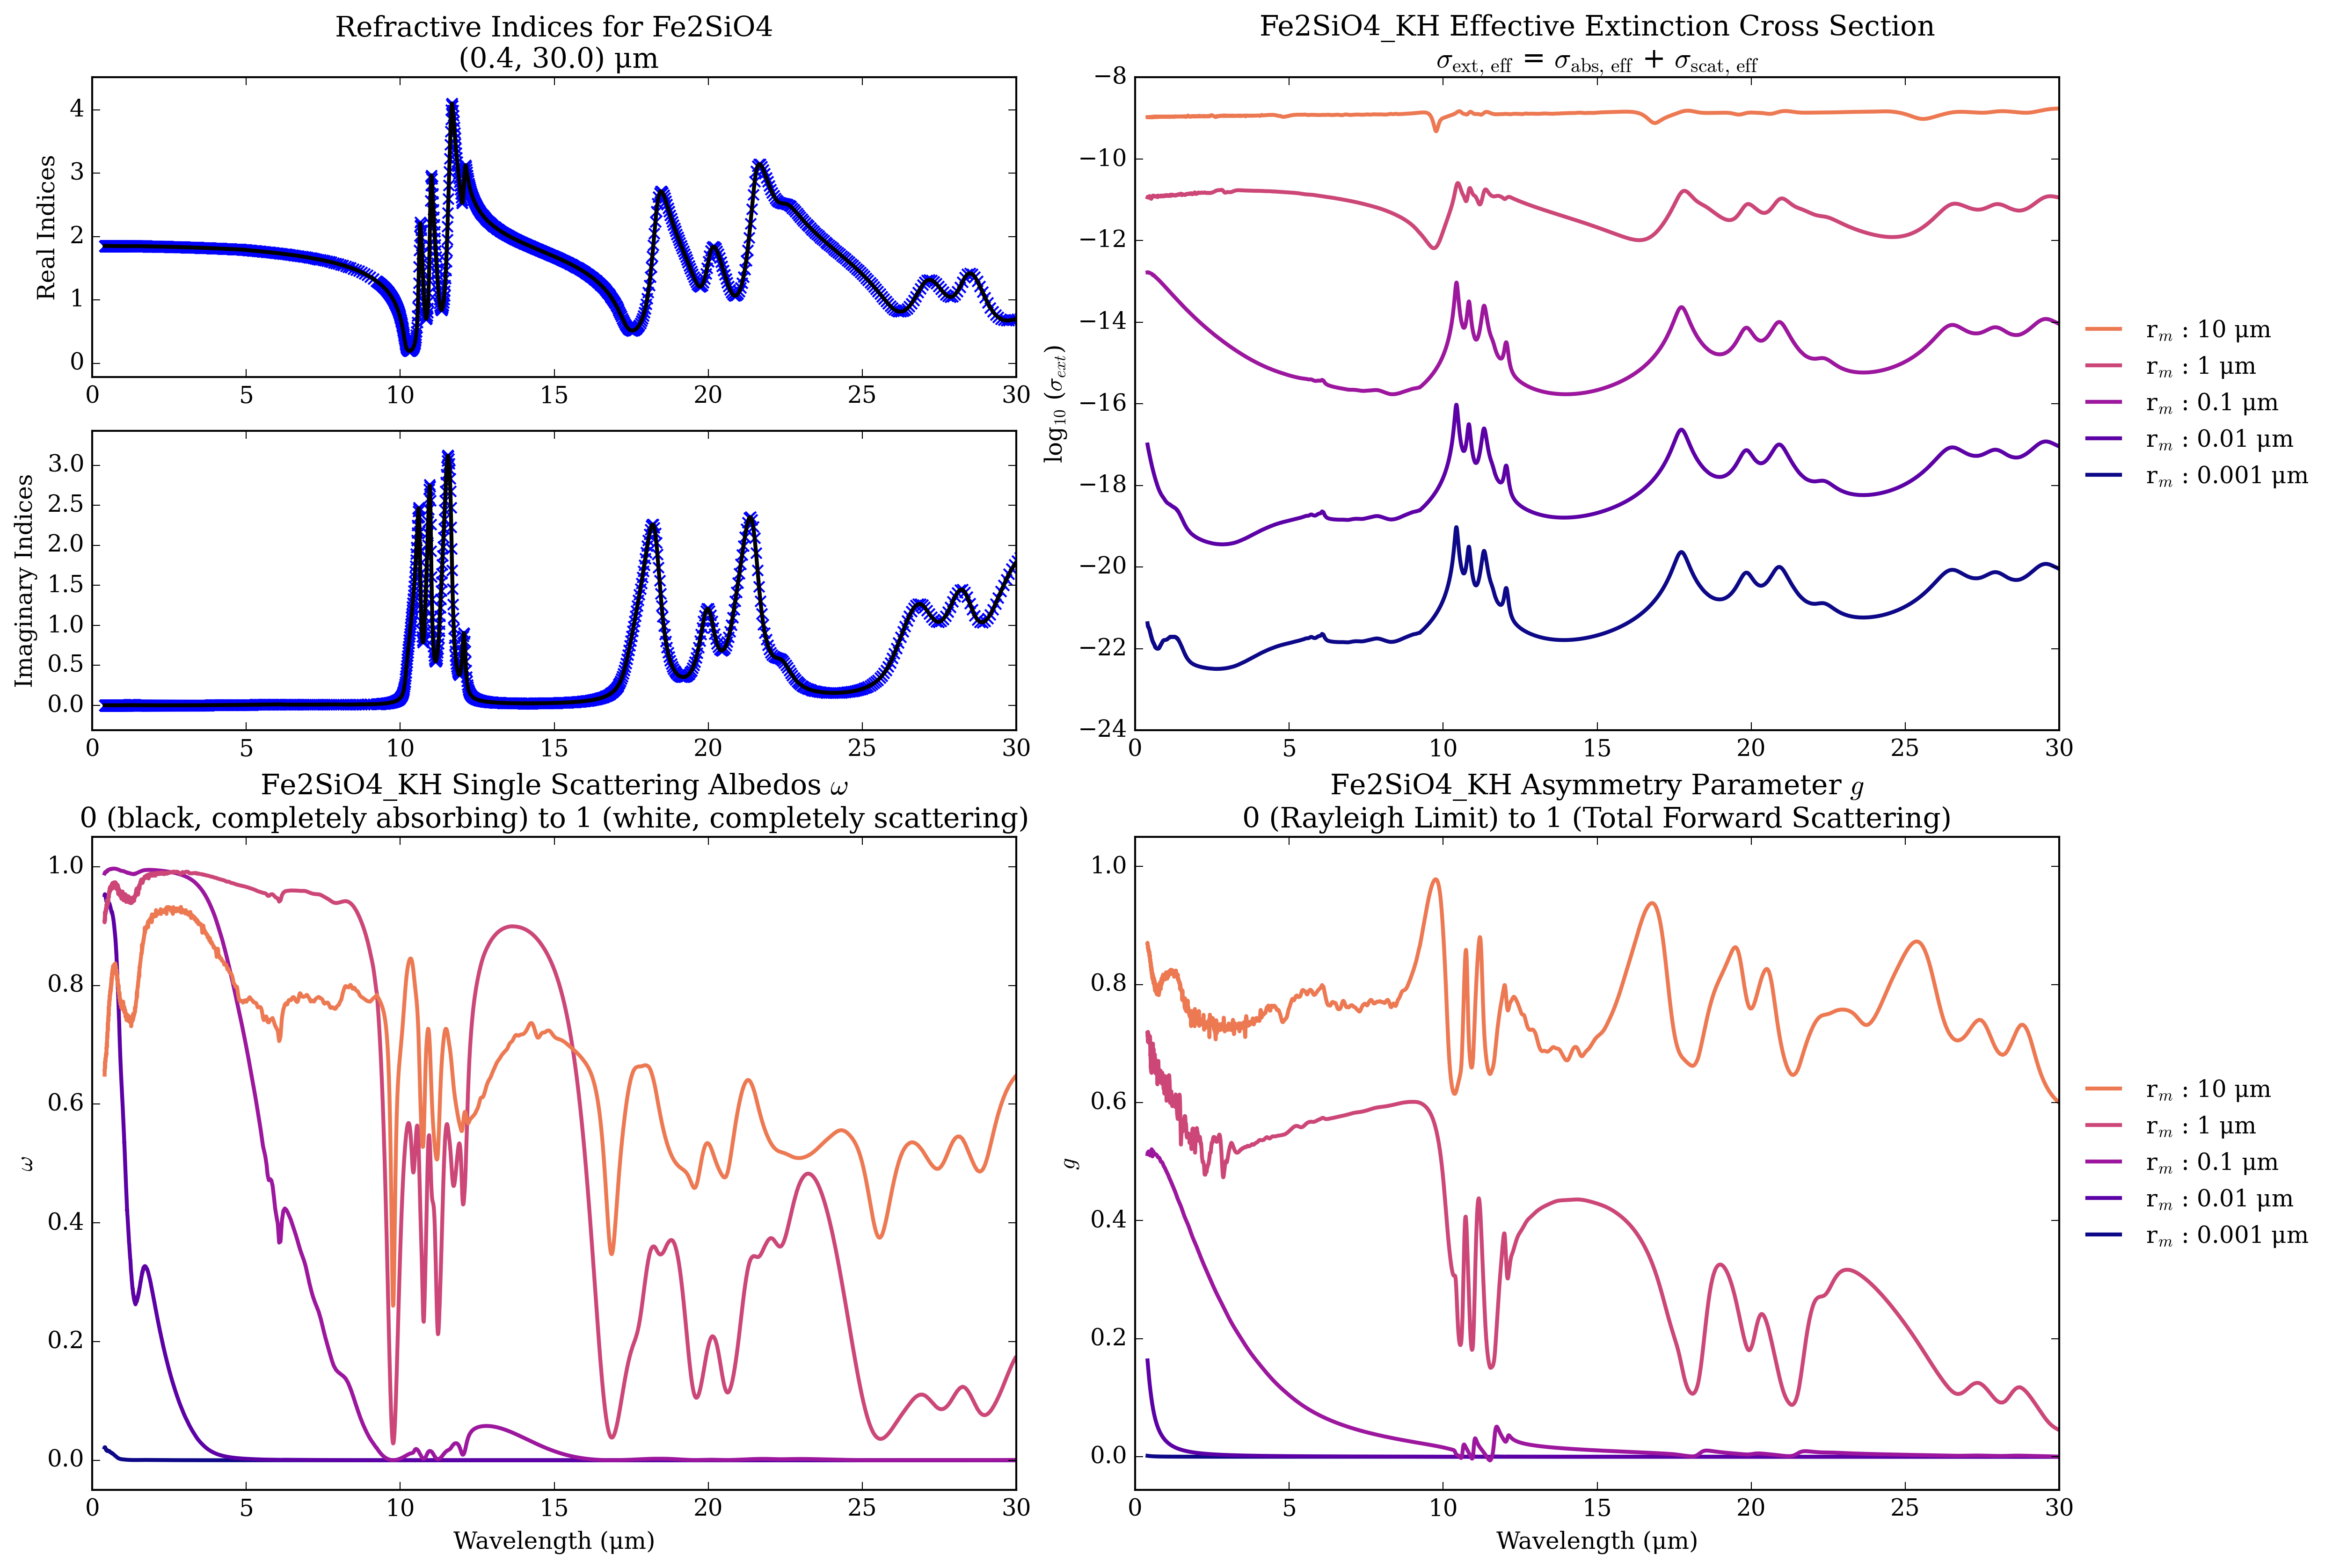 Refractive Indices for Fe2SiO4
(0.4, 30.0) μm
Real Indices
4
3
2
1
0
0 5 10 15 20 25 30
Imaginary Indices
3.0
2.5
2.0
1.5
1.0
0.5
0.0
0 5 10 15 20 25 30
Fe2SiO4_KH Effective Extinction Cross Section
σext, eff = σabs, eff + σscat, eff
log10 (σext)
−8
−10
−12
−14
−16
−18
−20
−22
−24
0 5 10 15 20 25 30
rm : 10 μm
rm : 1 μm
rm : 0.1 μm
rm : 0.01 μm
rm : 0.001 μm
Fe2SiO4_KH Single Scattering Albedos ω
0 (black, completely absorbing) to 1 (white, completely scattering)
ω
1.0
0.8
0.6
0.4
0.2
0.0
0 5 10 15 20 25 30
Wavelength (μm)
Fe2SiO4_KH Asymmetry Parameter g
0 (Rayleigh Limit) to 1 (Total Forward Scattering)
g
1.0
0.8
0.6
0.4
0.2
0.0
0 5 10 15 20 25 30
Wavelength (μm)
rm : 10 μm
rm : 1 μm
rm : 0.1 μm
rm : 0.01 μm
rm : 0.001 μm